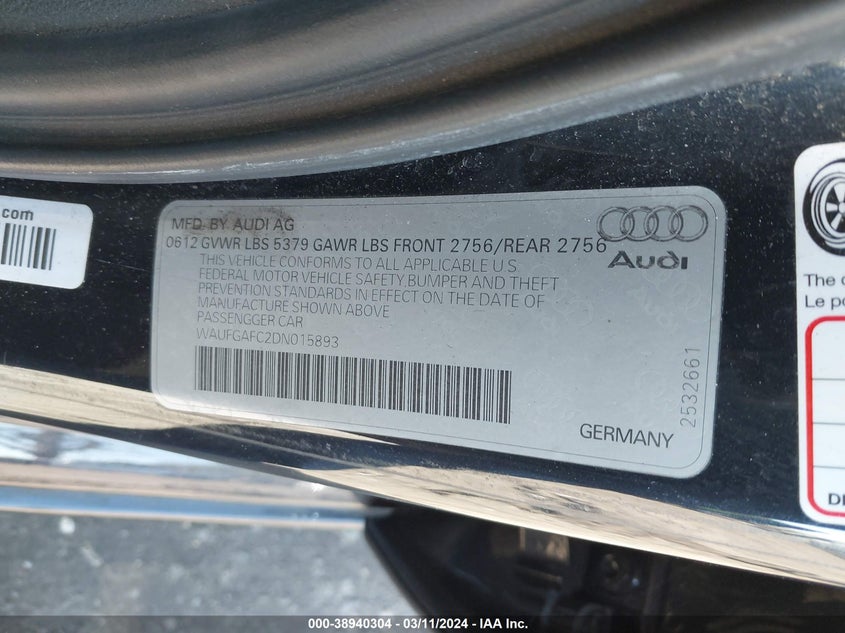 .com
MFD. BY AUDI AG
0612 GVWR LBS 5379 GAWR LBS FRONT 2756/REAR 2756
THIS VEHICLE CONFORMS TO ALL APPLICABLE U.S
FEDERAL MOTOR VEHICLE SAFETY BUMPER AND THEFT
PREVENTION STANDARDS IN EFFECT ON THE DATE OF
MANUFACTURE SHOWN ABOVE
PASSENGGER CAR
WAUFGAFC2DN015893
Audi
2532661
GERMANY
The
Le
000-38940304 - 03/11/2024 - IAA Inc.